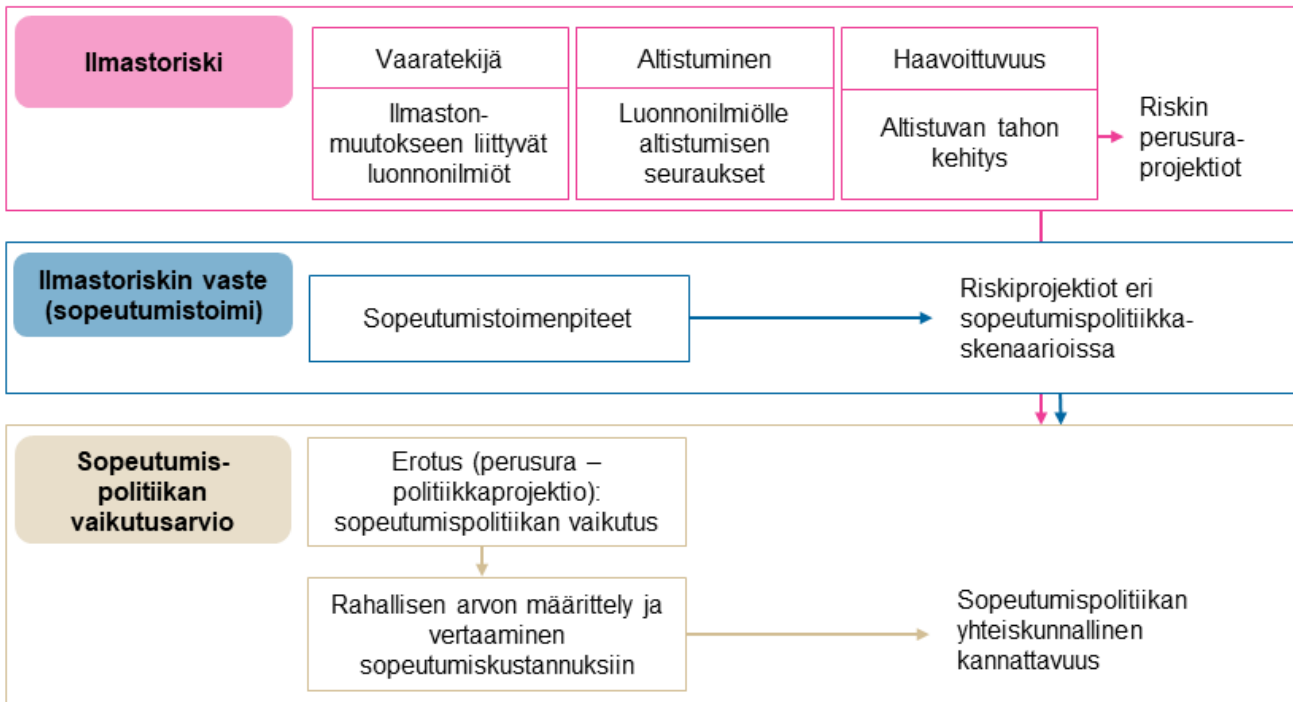 Ilmastoriski
Vaaratekijä
Ilmaston-
muutokseen liittyvät
luonnonilmiöt
Altistuminen
Luonnonilmiölle
altistumisen
seuraukset
Haavoittuvuus
Altistuvan tahon
kehitys
Riskin
perusura-
projektiot
Ilmastoriskin vaste
(sopeutumistoimi)
Sopeutumistoimenpiteet
Riskiprojektiot eri
sopeutumispolitiikka-
skenaarioissa
Sopeutumis-
politiikan
vaikutusarvio
Erotus (perusura –
politiikkaprojektio):
sopeutumispolitiikan vaikutus
Rahallisen arvon määrittely ja
vertaaminen
sopeutumiskustannuksiin
Sopeutumispolitiikan
yhteiskunnallinen
kannattavuus